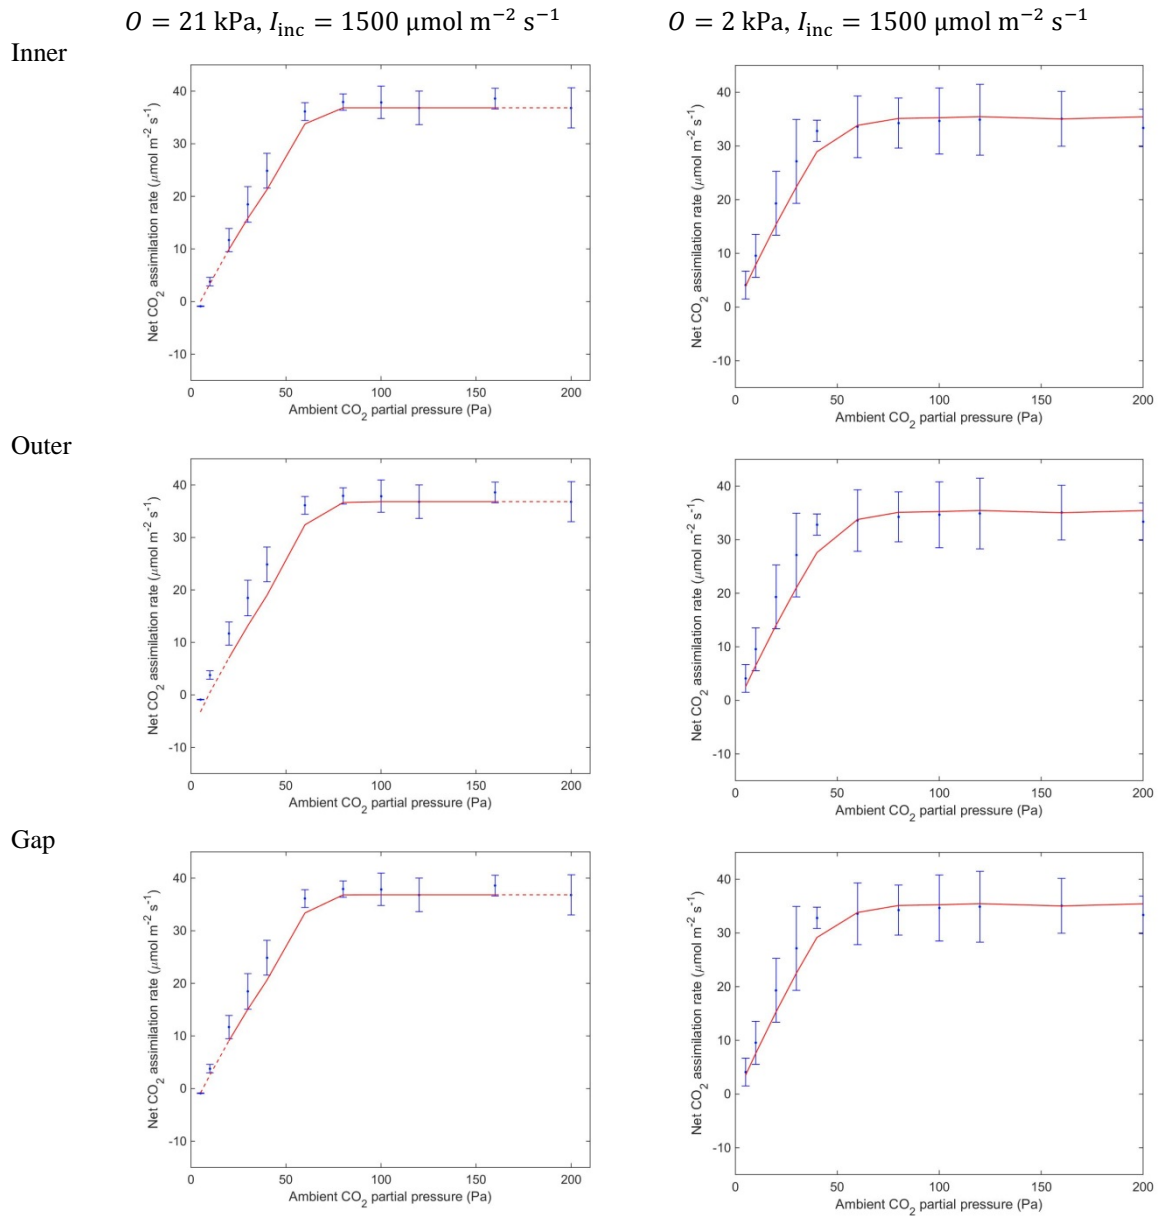 O = 21 kPa, I_inc = 1500 μmol m⁻² s⁻¹
O = 2 kPa, I_inc = 1500 μmol m⁻² s⁻¹
Inner
Net CO₂ assimilation rate (μmol m⁻² s⁻¹)
40
30
20
10
0
-10
0 50 100 150 200
Ambient CO₂ partial pressure (Pa)
Net CO₂ assimilation rate (μmol m⁻² s⁻¹)
40
30
20
10
0
-10
0 50 100 150 200
Ambient CO₂ partial pressure (Pa)
Outer
Net CO₂ assimilation rate (μmol m⁻² s⁻¹)
40
30
20
10
0
-10
0 50 100 150 200
Ambient CO₂ partial pressure (Pa)
Net CO₂ assimilation rate (μmol m⁻² s⁻¹)
40
30
20
10
0
-10
0 50 100 150 200
Ambient CO₂ partial pressure (Pa)
Gap
Net CO₂ assimilation rate (μmol m⁻² s⁻¹)
40
30
20
10
0
-10
0 50 100 150 200
Ambient CO₂ partial pressure (Pa)
Net CO₂ assimilation rate (μmol m⁻² s⁻¹)
40
30
20
10
0
-10
0 50 100 150 200
Ambient CO₂ partial pressure (Pa)